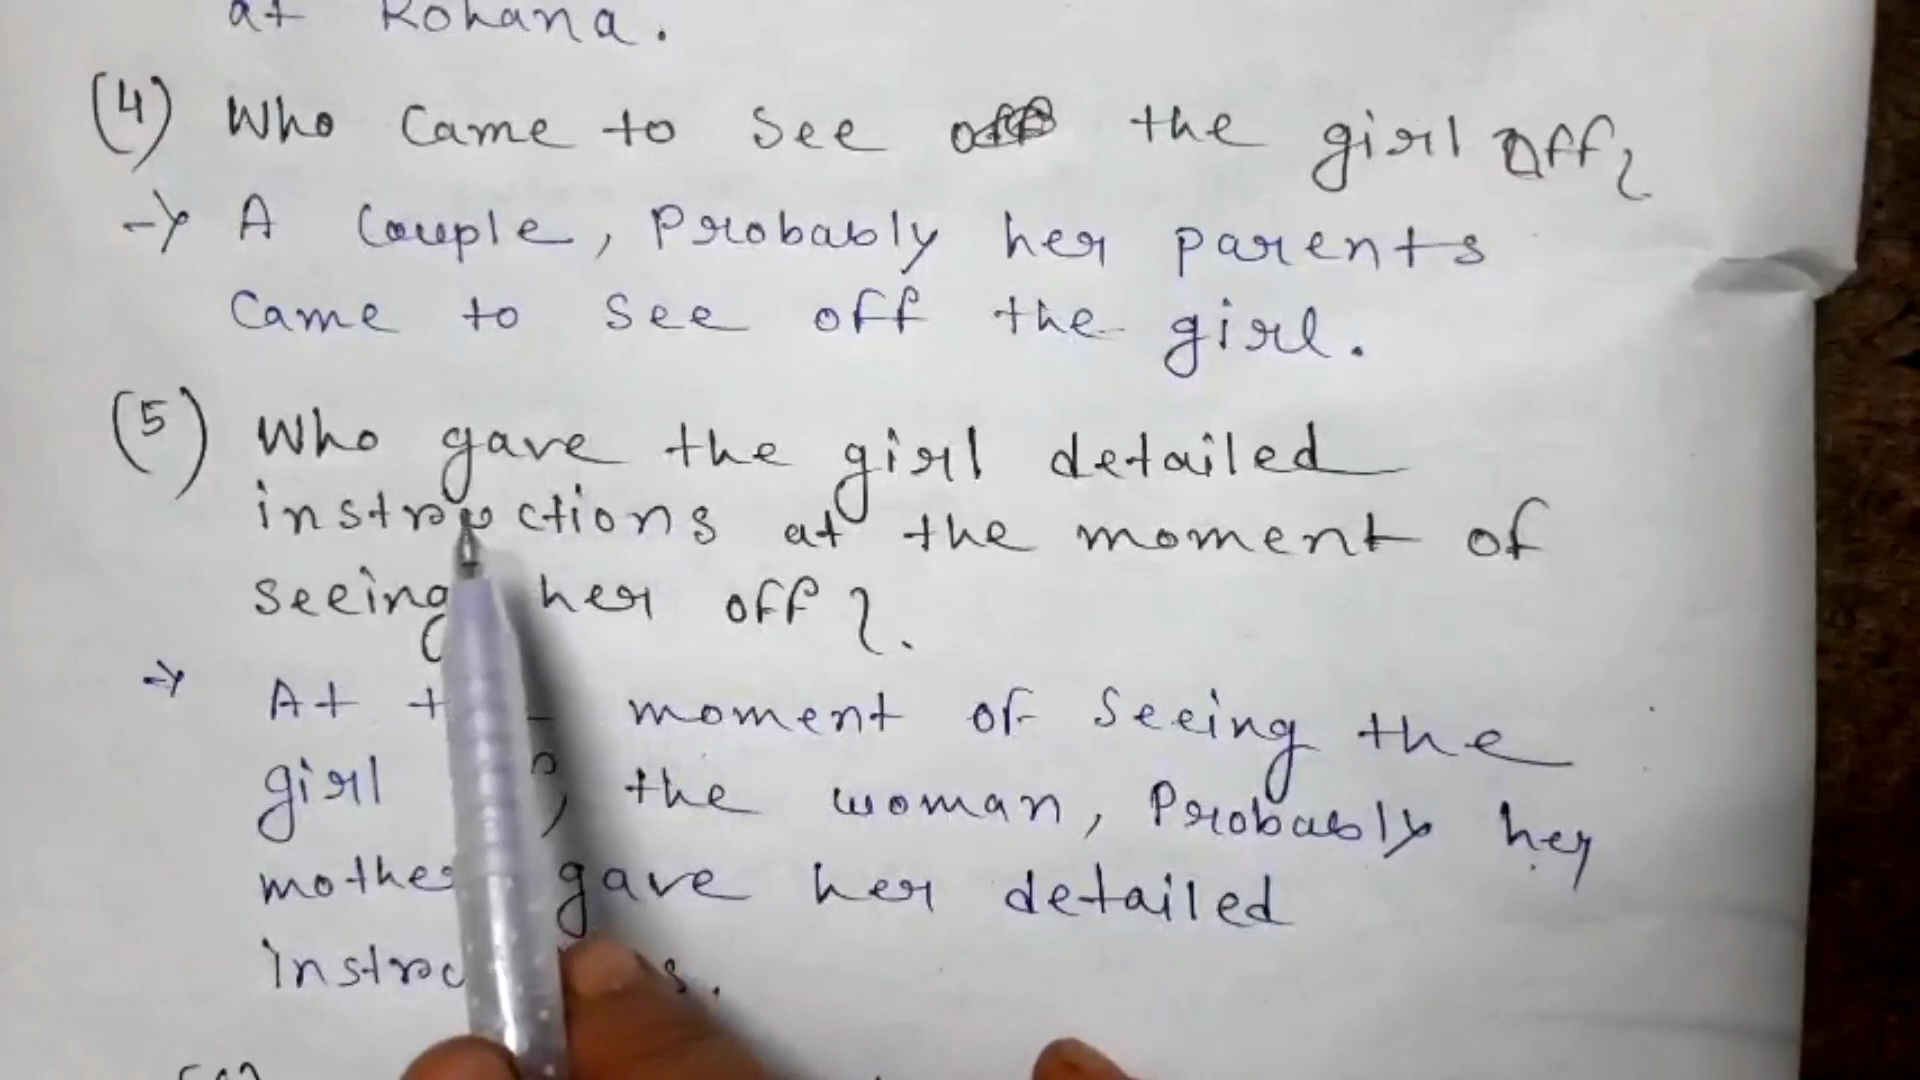 at Rohana.
(4) Who came to see the girl off?
→ A couple, Probably her parents
came to see off the girl.
(5) Who gave the girl detailed
instructions at the moment of
seeing her off?.
→ At moment of seeing the
girl , the woman, Probably her
mother gave her detailed